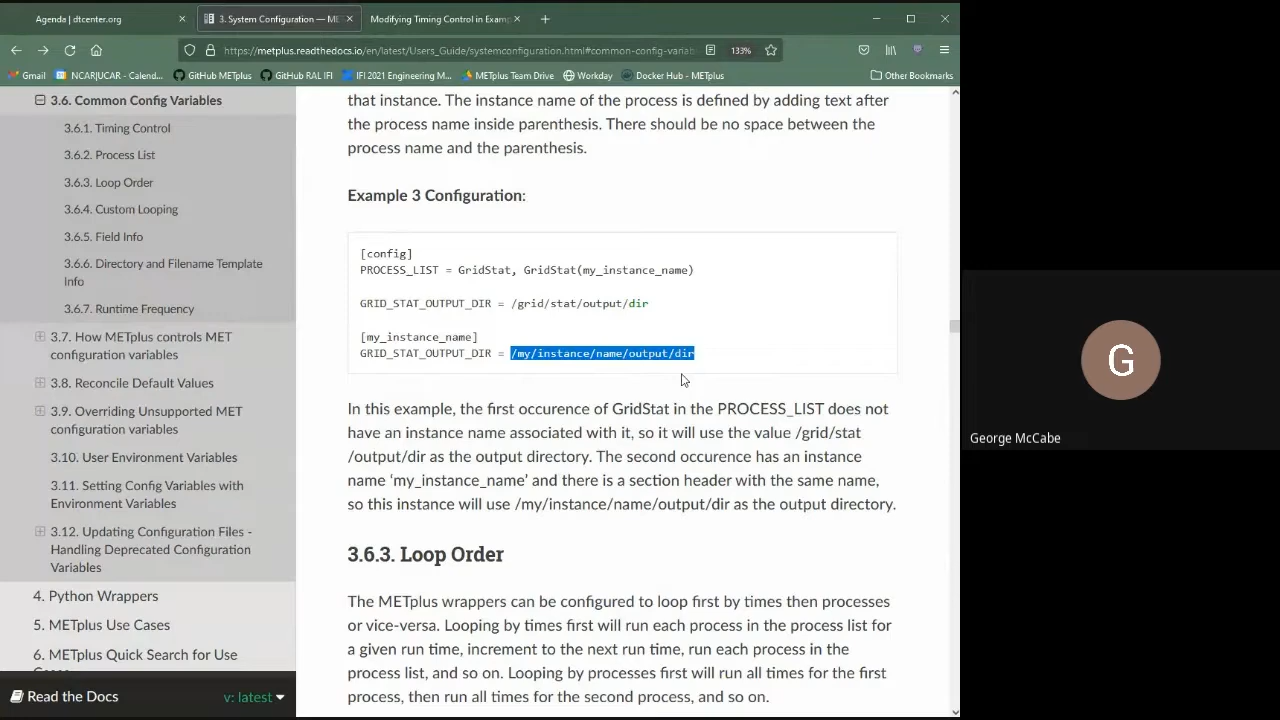 Agenda | dtcenter.org
3. System Configuration — ME
Modifying Timing Control in Examp
https://metplus.readthedocs.io/en/latest/Users_Guide/systemconfiguration.html#common-config-variab
133%
Gmail
NCAR|UCAR - Calend...
GitHub METplus
GitHub RAL IFI
IFI 2021 Engineering M...
METplus Team Drive
Workday
Docker Hub - METplus
Other Bookmarks
3.6. Common Config Variables
3.6.1. Timing Control
3.6.2. Process List
3.6.3. Loop Order
3.6.4. Custom Looping
3.6.5. Field Info
3.6.6. Directory and Filename Template
Info
3.6.7. Runtime Frequency
3.7. How METplus controls MET
configuration variables
3.8. Reconcile Default Values
3.9. Overriding Unsupported MET
configuration variables
3.10. User Environment Variables
3.11. Setting Config Variables with
Environment Variables
3.12. Updating Configuration Files -
Handling Deprecated Configuration
Variables
4. Python Wrappers
5. METplus Use Cases
6. METplus Quick Search for Use
Read the Docs
v: latest
that instance. The instance name of the process is defined by adding text after
the process name inside parenthesis. There should be no space between the
process name and the parenthesis.
Example 3 Configuration:
[config]
PROCESS_LIST = GridStat, GridStat(my_instance_name)
GRID_STAT_OUTPUT_DIR = /grid/stat/output/dir
[my_instance_name]
GRID_STAT_OUTPUT_DIR = /my/instance/name/output/dir
In this example, the first occurence of GridStat in the PROCESS_LIST does not
have an instance name associated with it, so it will use the value /grid/stat
/output/dir as the output directory. The second occurence has an instance
name ‘my_instance_name’ and there is a section header with the same name,
so this instance will use /my/instance/name/output/dir as the output directory.
3.6.3. Loop Order
The METplus wrappers can be configured to loop first by times then processes
or vice-versa. Looping by times first will run each process in the process list for
a given run time, increment to the next run time, run each process in the
process list, and so on. Looping by processes first will run all times for the first
process, then run all times for the second process, and so on.
G
George McCabe